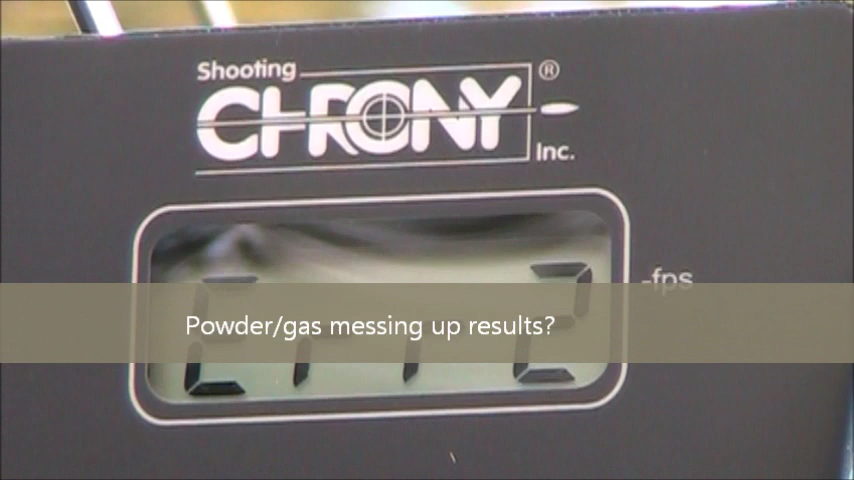 Shooting
CHRONY ®
Inc.
Err2
-fps
Powder/gas messing up results?